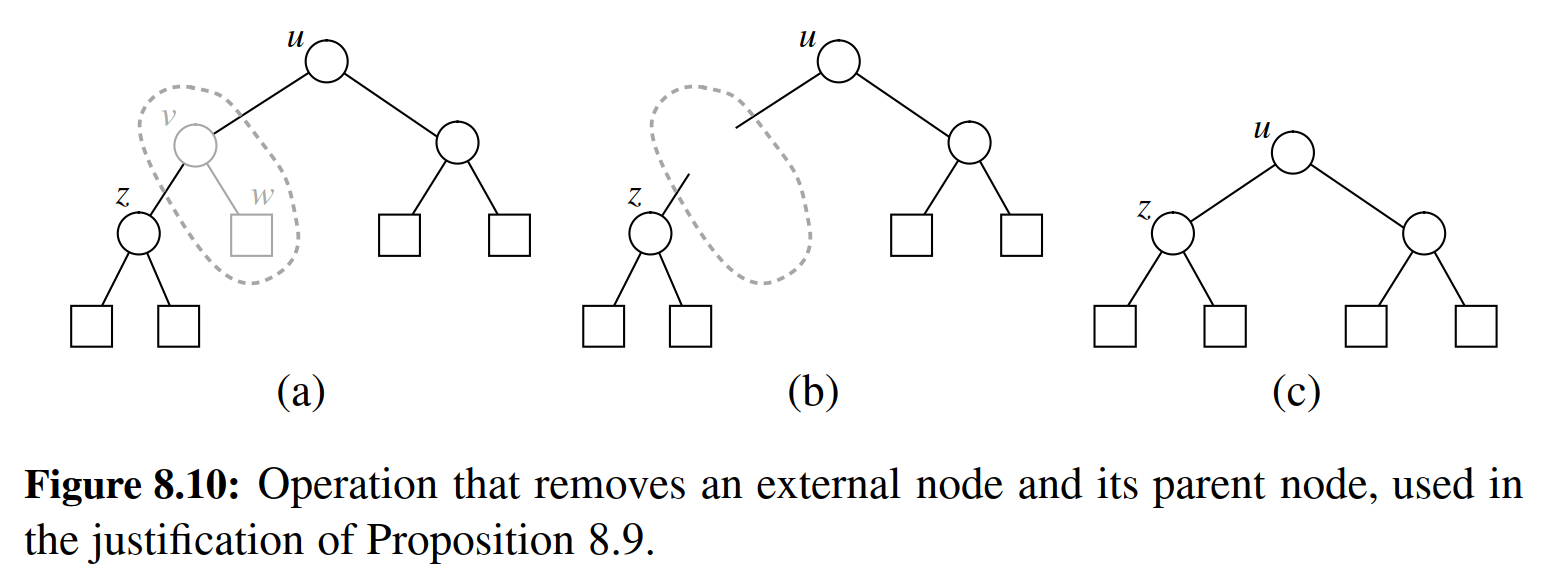 u
v
z
w
(a)
u
z
(b)
u
z
(c)
Figure 8.10: Operation that removes an external node and its parent node, used in
the justification of Proposition 8.9.